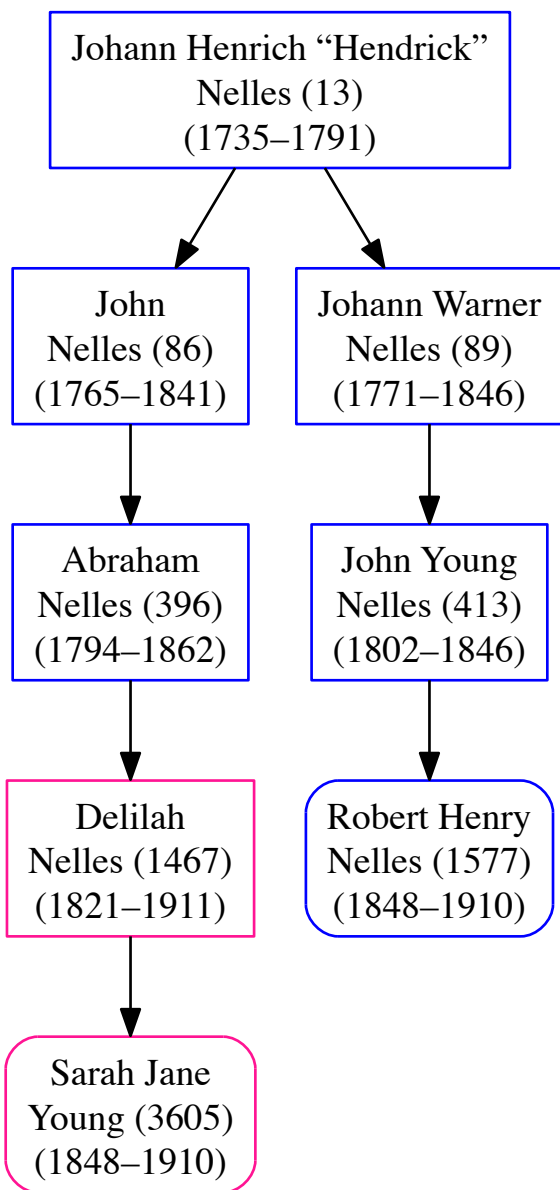 Johann Henrich “Hendrick”
Nelles (13)
(1735–1791)
John
Nelles (86)
(1765–1841)
Johann Warner
Nelles (89)
(1771–1846)
Abraham
Nelles (396)
(1794–1862)
John Young
Nelles (413)
(1802–1846)
Delilah
Nelles (1467)
(1821–1911)
Robert Henry
Nelles (1577)
(1848–1910)
Sarah Jane
Young (3605)
(1848–1910)